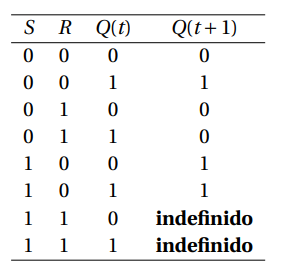 S R Q(t) Q(t+1)
0 0 0 0
0 0 1 1
0 1 0 0
0 1 1 0
1 0 0 1
1 0 1 1
1 1 0 indefinido
1 1 1 indefinido